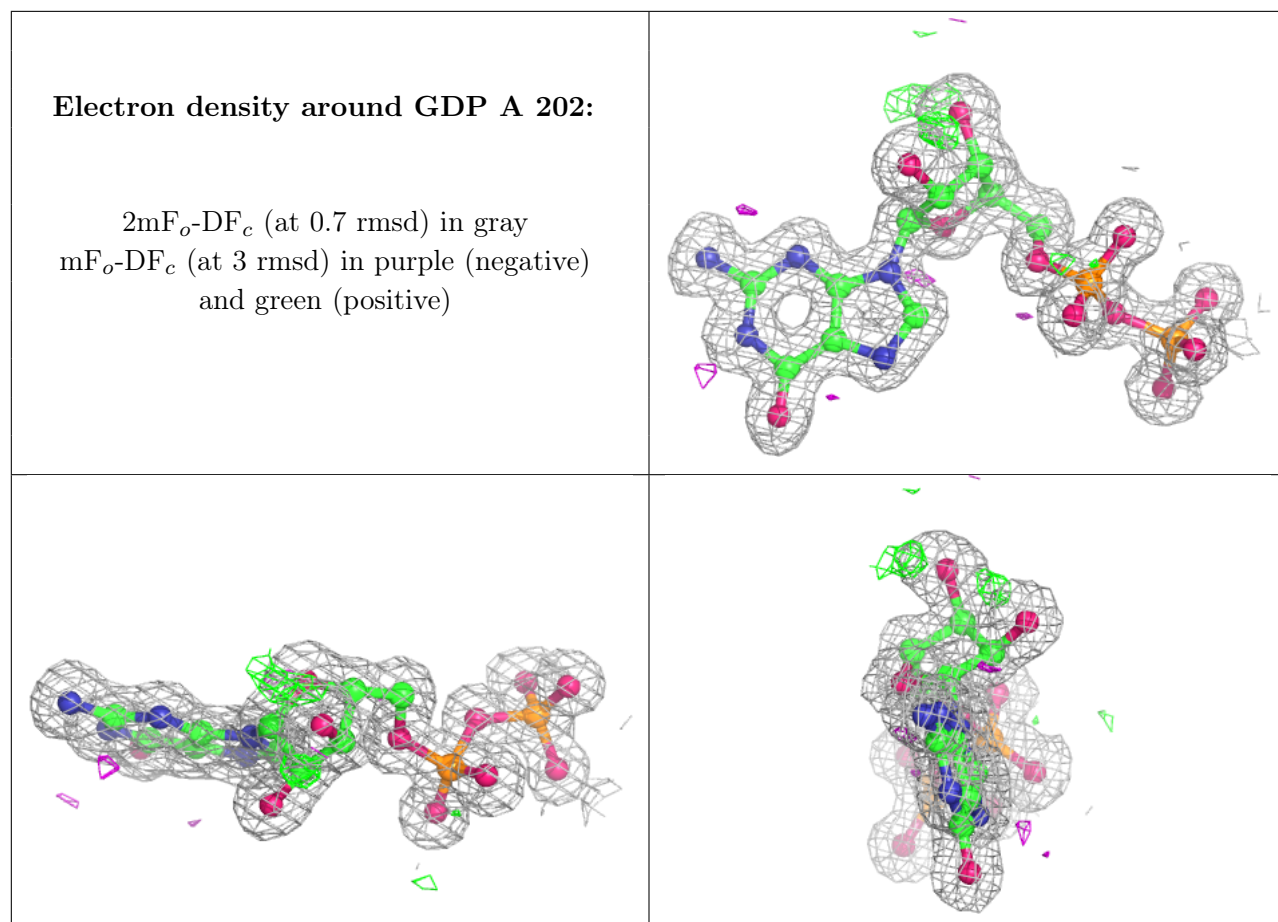 Electron density around GDP A 202:
2mFo-DFc (at 0.7 rmsd) in gray
mFo-DFc (at 3 rmsd) in purple (negative)
and green (positive)